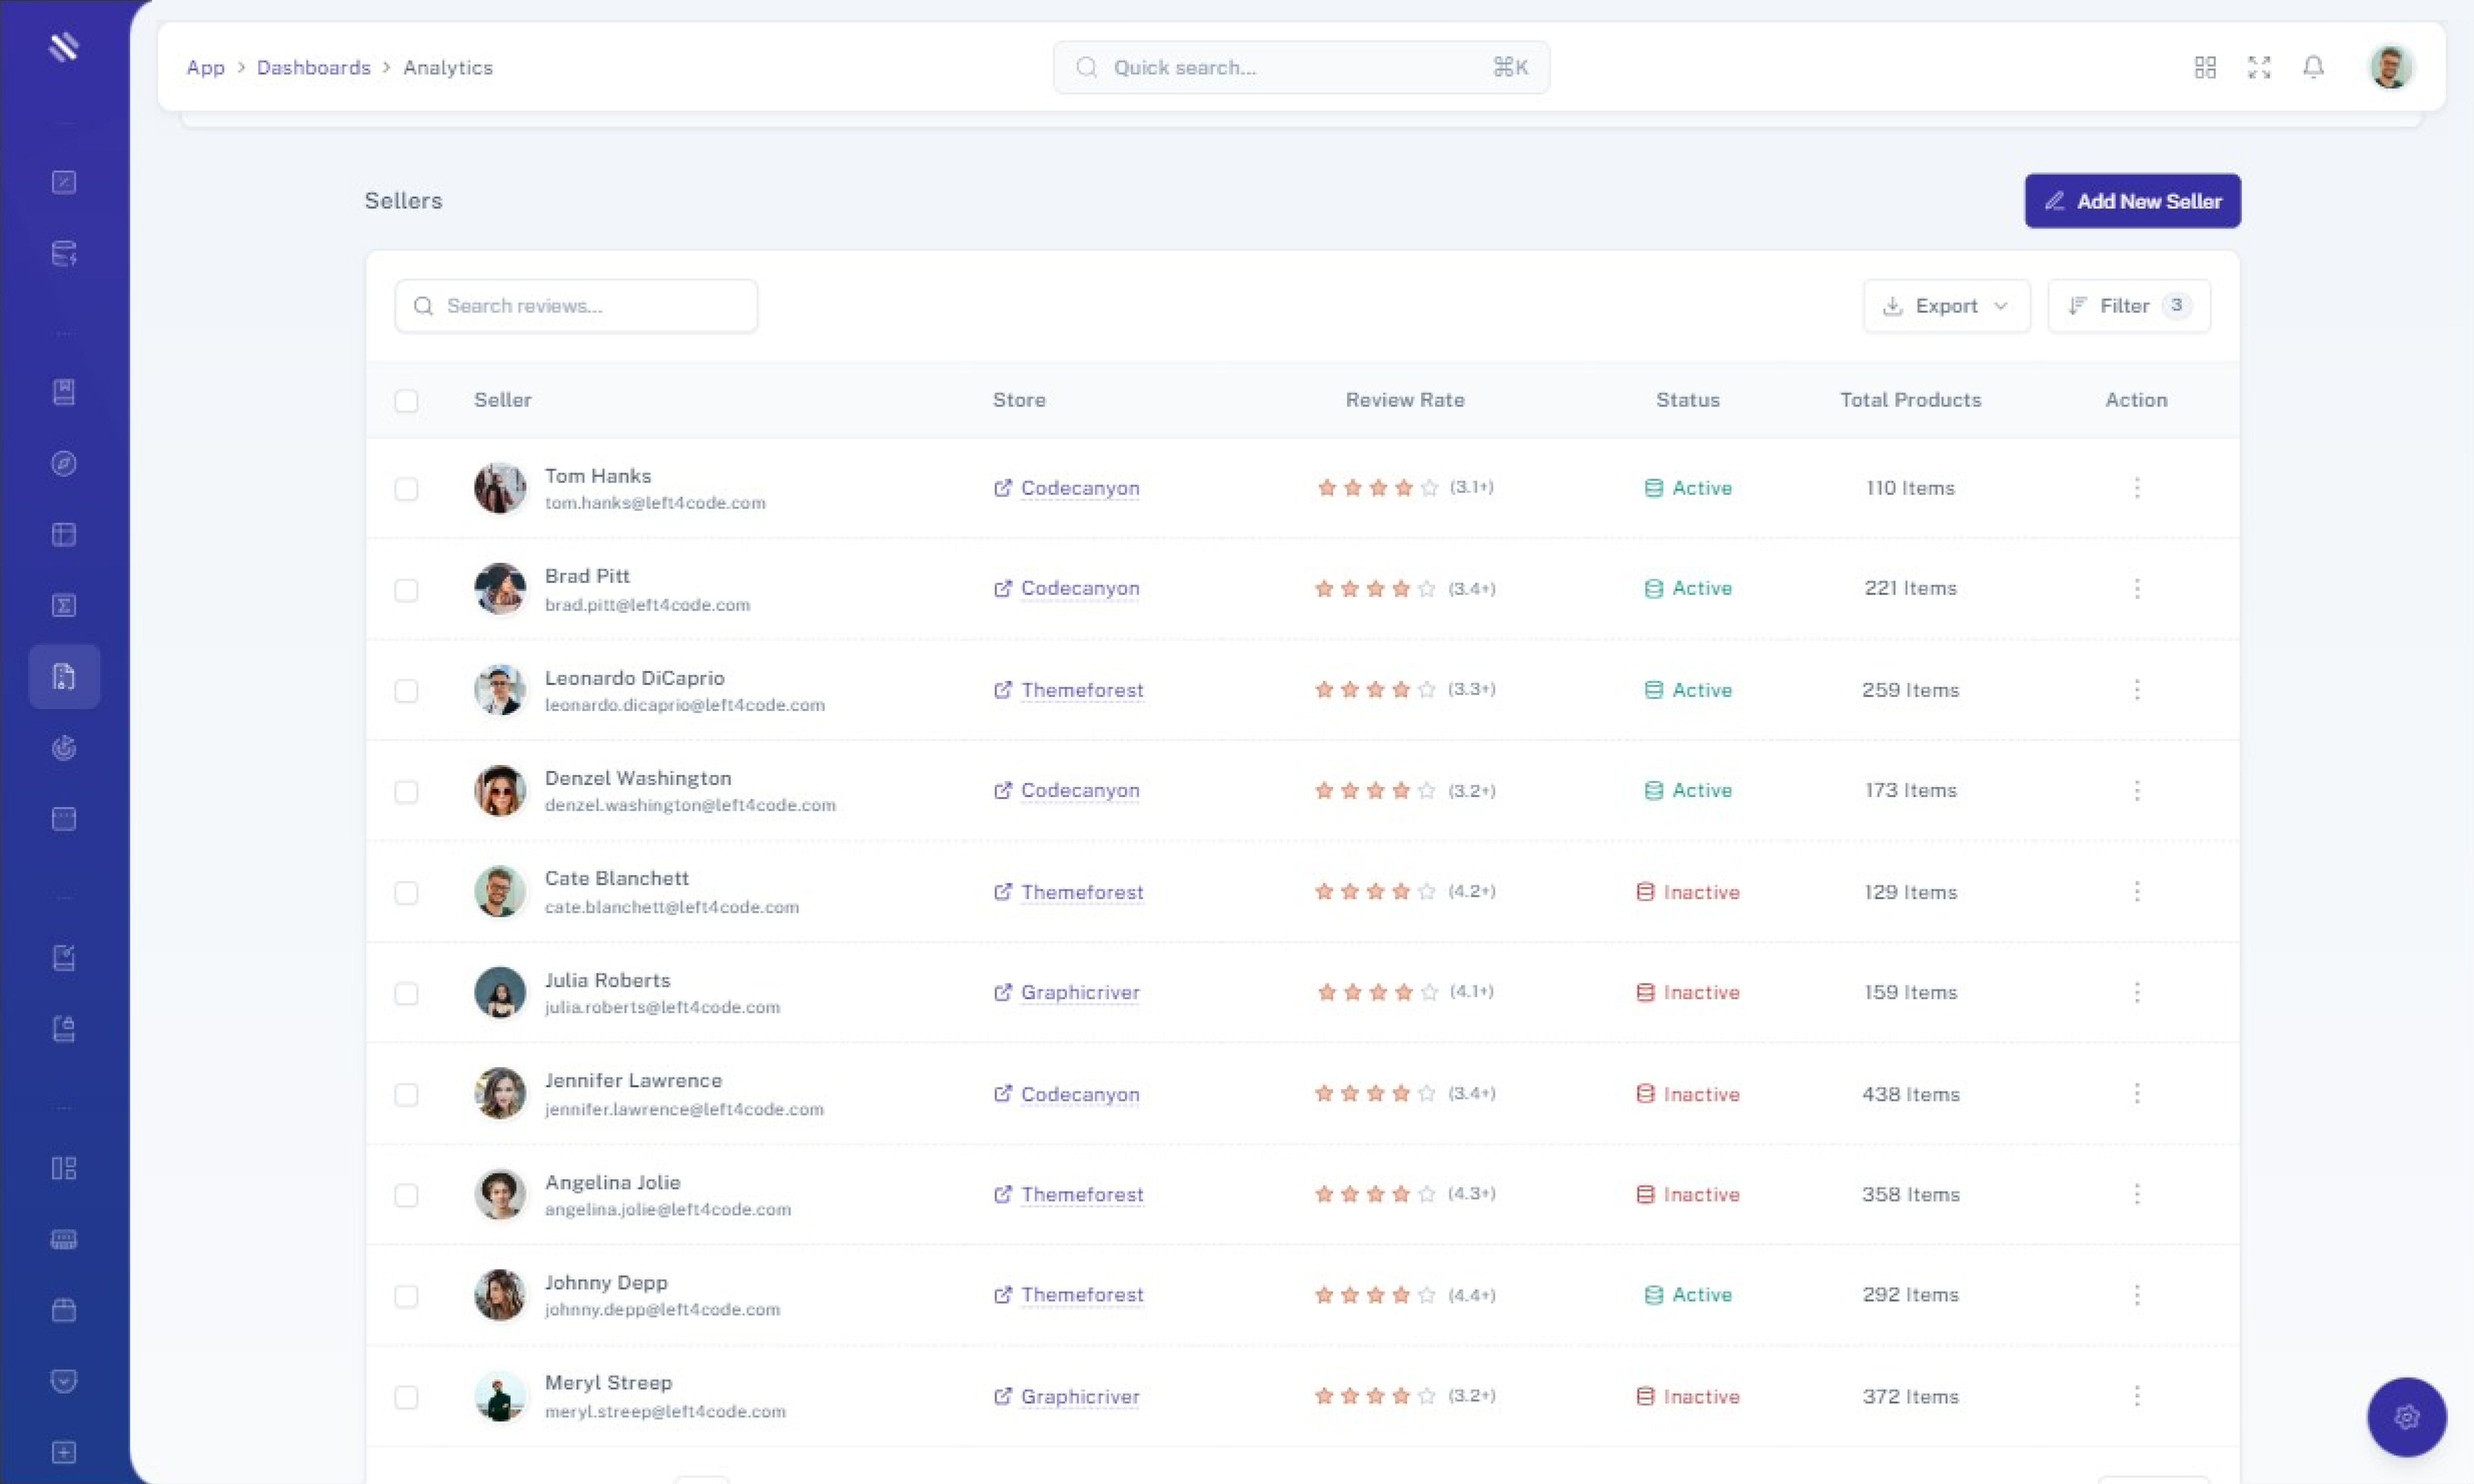 App > Dashboards > Analytics
Quick search... ⌘K
Sellers
Add New Seller
Search reviews...
Export
Filter 3
Seller Store Review Rate Status Total Products Action
Tom Hanks
tom.hanks@left4code.com
Codecanyon (3.1+) Active 110 Items
Brad Pitt
brad.pitt@left4code.com
Codecanyon (3.4+) Active 221 Items
Leonardo DiCaprio
leonardo.dicaprio@left4code.com
Themeforest (3.3+) Active 259 Items
Denzel Washington
denzel.washington@left4code.com
Codecanyon (3.2+) Active 173 Items
Cate Blanchett
cate.blanchett@left4code.com
Themeforest (4.2+) Inactive 129 Items
Julia Roberts
julia.roberts@left4code.com
Graphicriver (4.1+) Inactive 159 Items
Jennifer Lawrence
jennifer.lawrence@left4code.com
Codecanyon (3.4+) Inactive 438 Items
Angelina Jolie
angelina.jolie@left4code.com
Themeforest (4.3+) Inactive 358 Items
Johnny Depp
johnny.depp@left4code.com
Themeforest (4.4+) Active 292 Items
Meryl Streep
meryl.streep@left4code.com
Graphicriver (3.2+) Inactive 372 Items